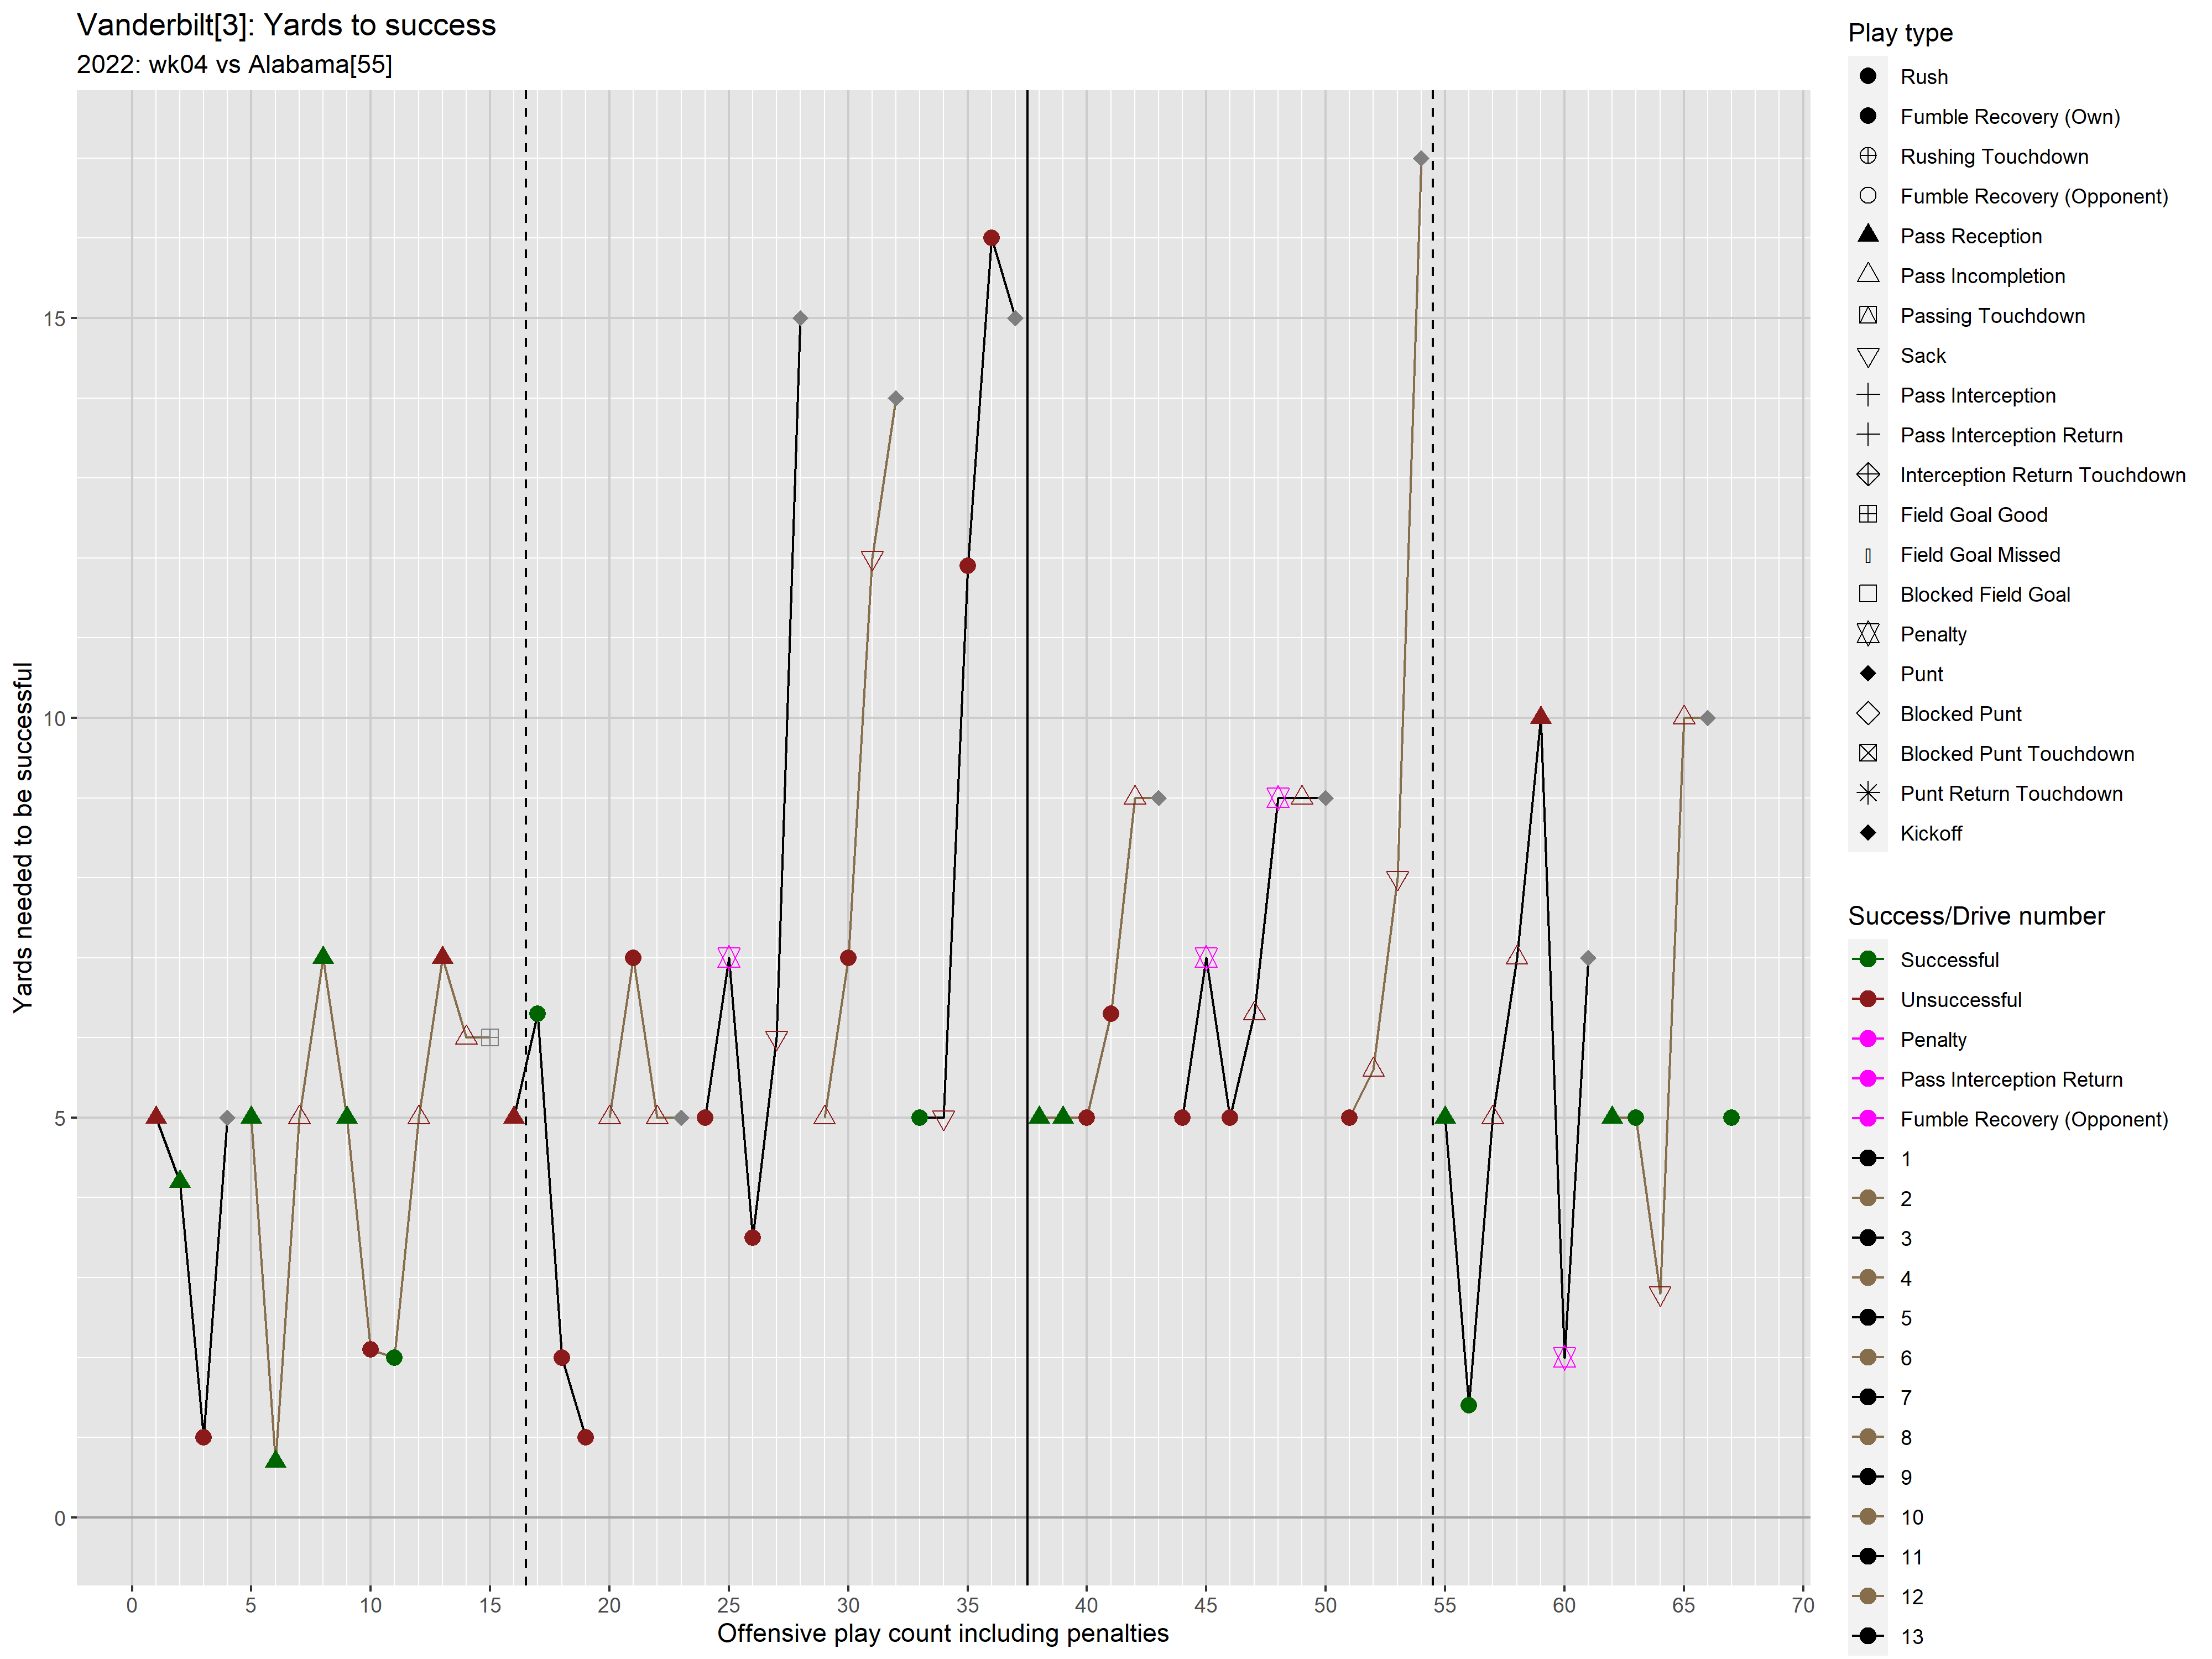 Vanderbilt[3]: Yards to success
2022: wk04 vs Alabama[55]
Yards needed to be successful
15
10
5
0
0 5 10 15 20 25 30 35 40 45 50 55 60 65 70
Offensive play count including penalties
Play type
Rush
Fumble Recovery (Own)
Rushing Touchdown
Fumble Recovery (Opponent)
Pass Reception
Pass Incompletion
Passing Touchdown
Sack
Pass Interception
Pass Interception Return
Interception Return Touchdown
Field Goal Good
Field Goal Missed
Blocked Field Goal
Penalty
Punt
Blocked Punt
Blocked Punt Touchdown
Punt Return Touchdown
Kickoff
Success/Drive number
Successful
Unsuccessful
Penalty
Pass Interception Return
Fumble Recovery (Opponent)
1
2
3
4
5
6
7
8
9
10
11
12
13